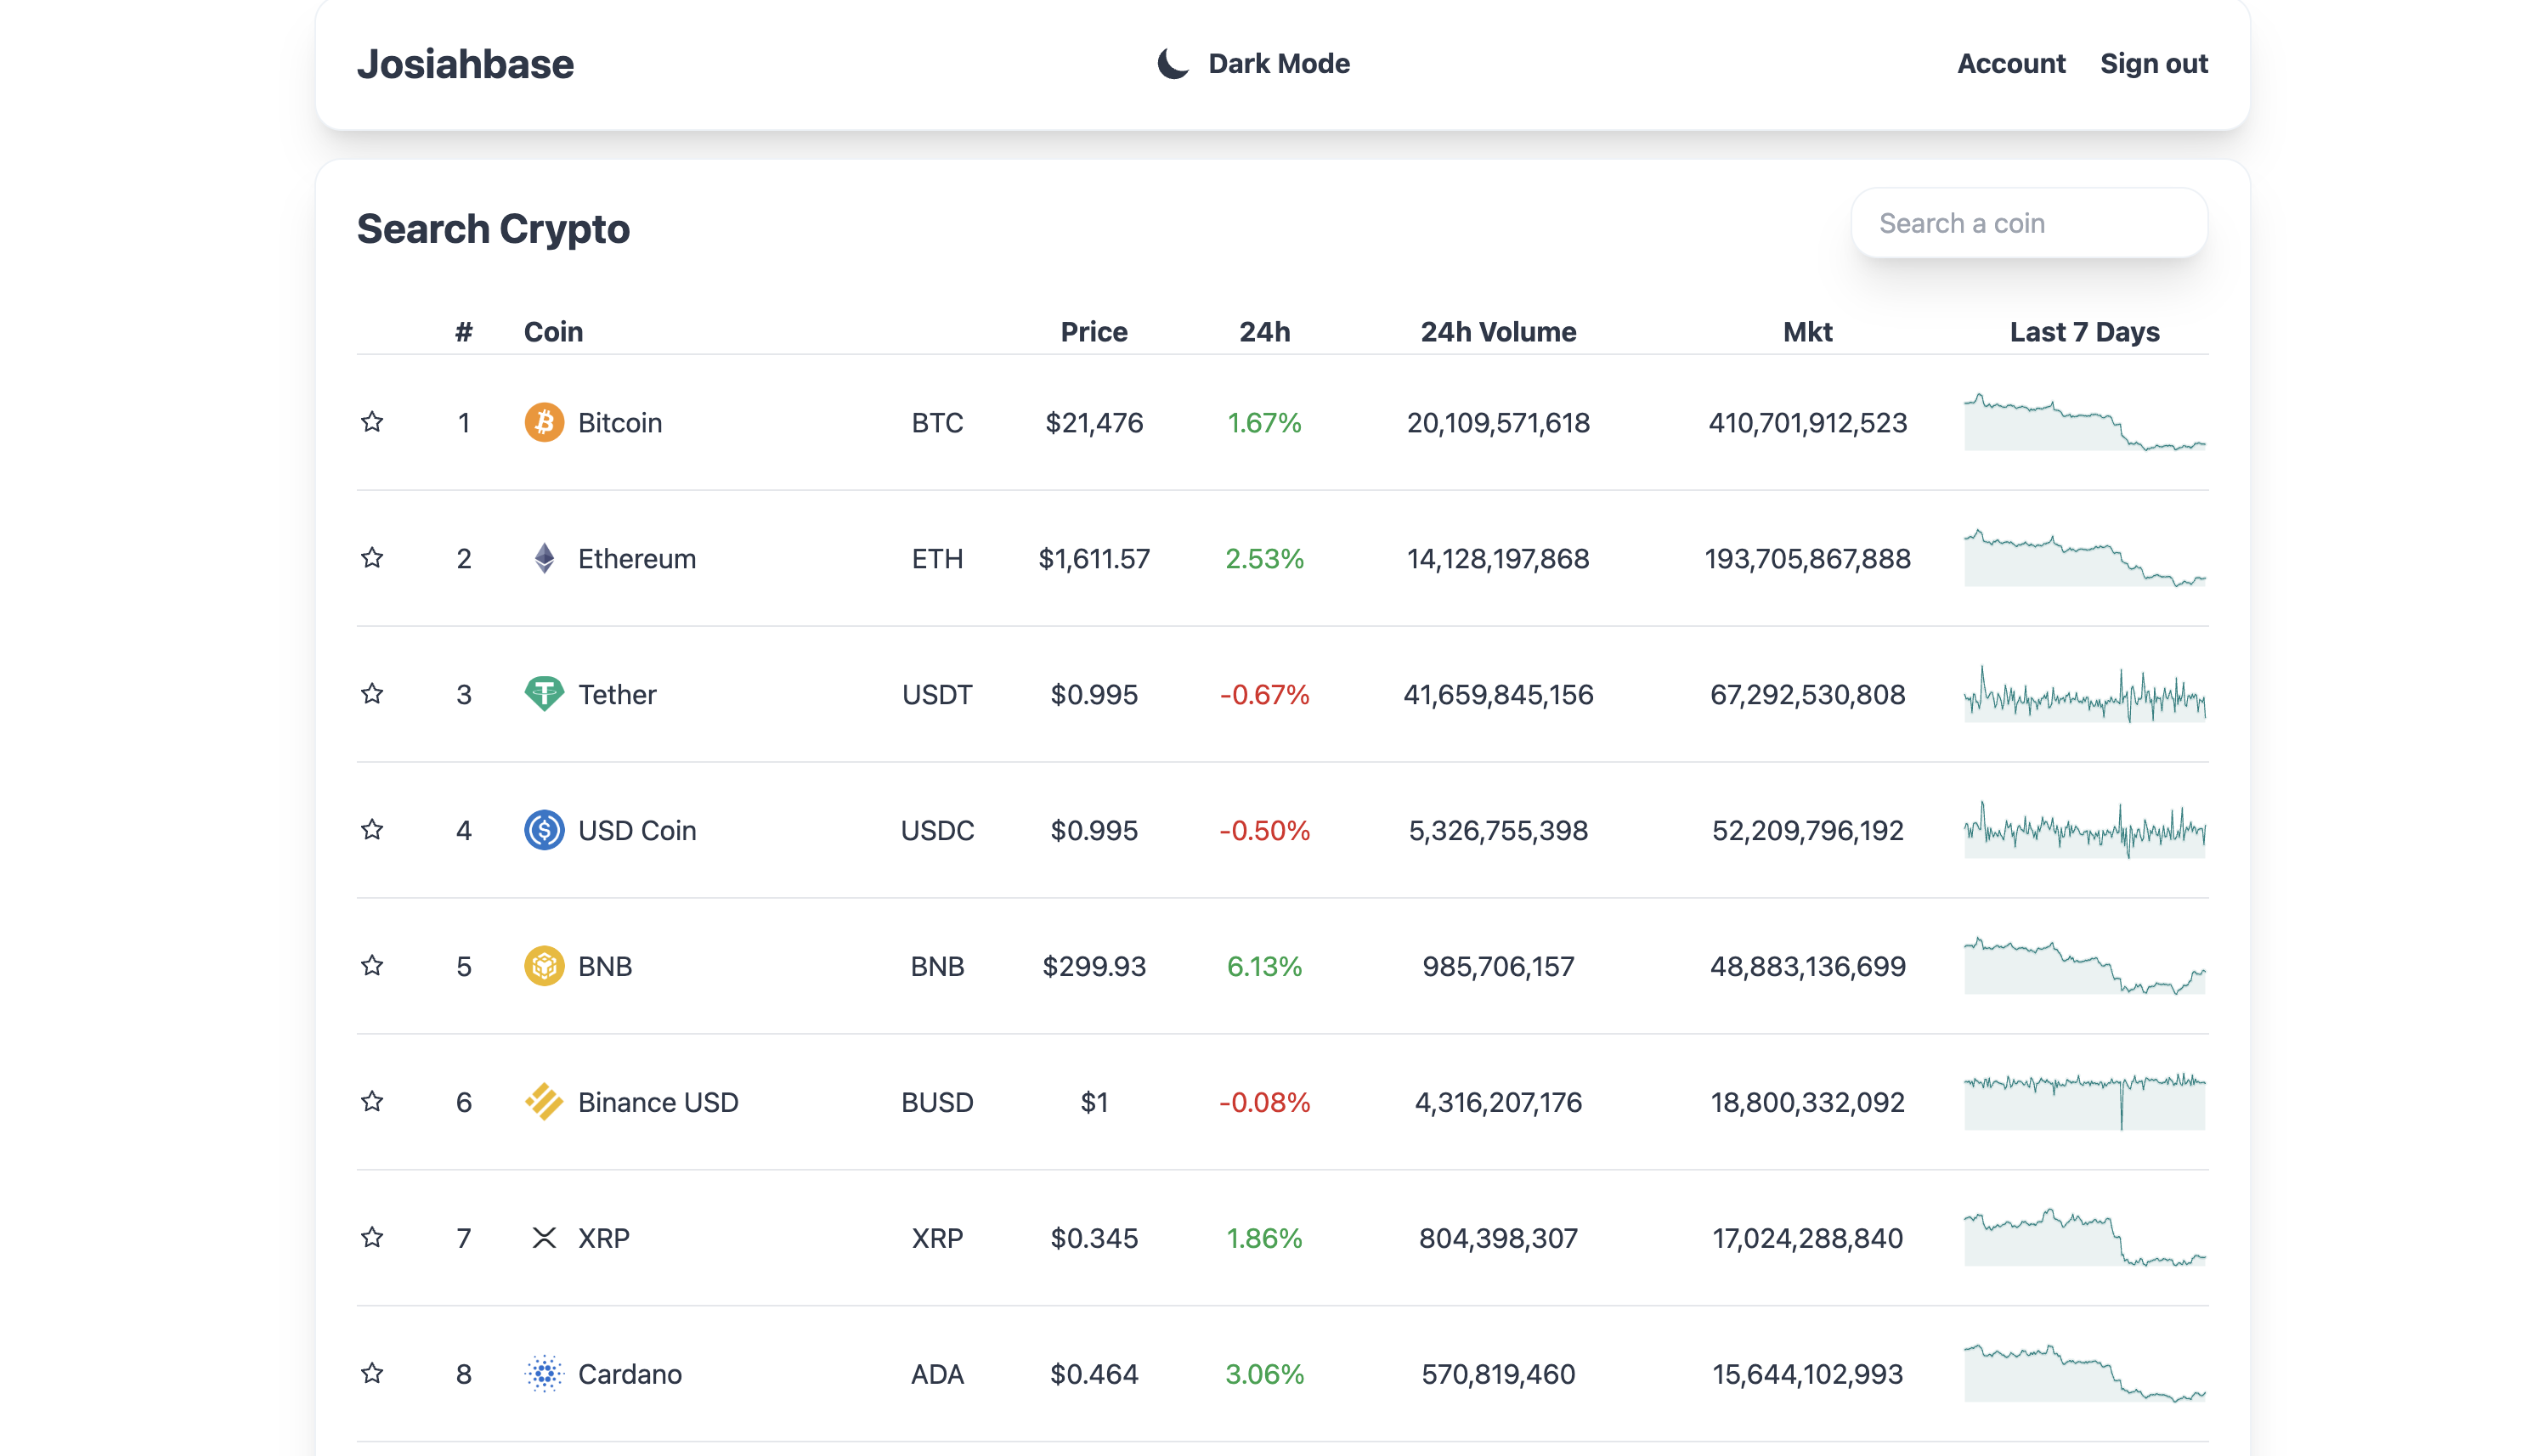 Josiahbase Dark Mode Account Sign out
Search Crypto Search a coin
# Coin Price 24h 24h Volume Mkt Last 7 Days
1 Bitcoin BTC $21,476 1.67% 20,109,571,618 410,701,912,523
2 Ethereum ETH $1,611.57 2.53% 14,128,197,868 193,705,867,888
3 Tether USDT $0.995 -0.67% 41,659,845,156 67,292,530,808
4 USD Coin USDC $0.995 -0.50% 5,326,755,398 52,209,796,192
5 BNB BNB $299.93 6.13% 985,706,157 48,883,136,699
6 Binance USD BUSD $1 -0.08% 4,316,207,176 18,800,332,092
7 XRP XRP $0.345 1.86% 804,398,307 17,024,288,840
8 Cardano ADA $0.464 3.06% 570,819,460 15,644,102,993